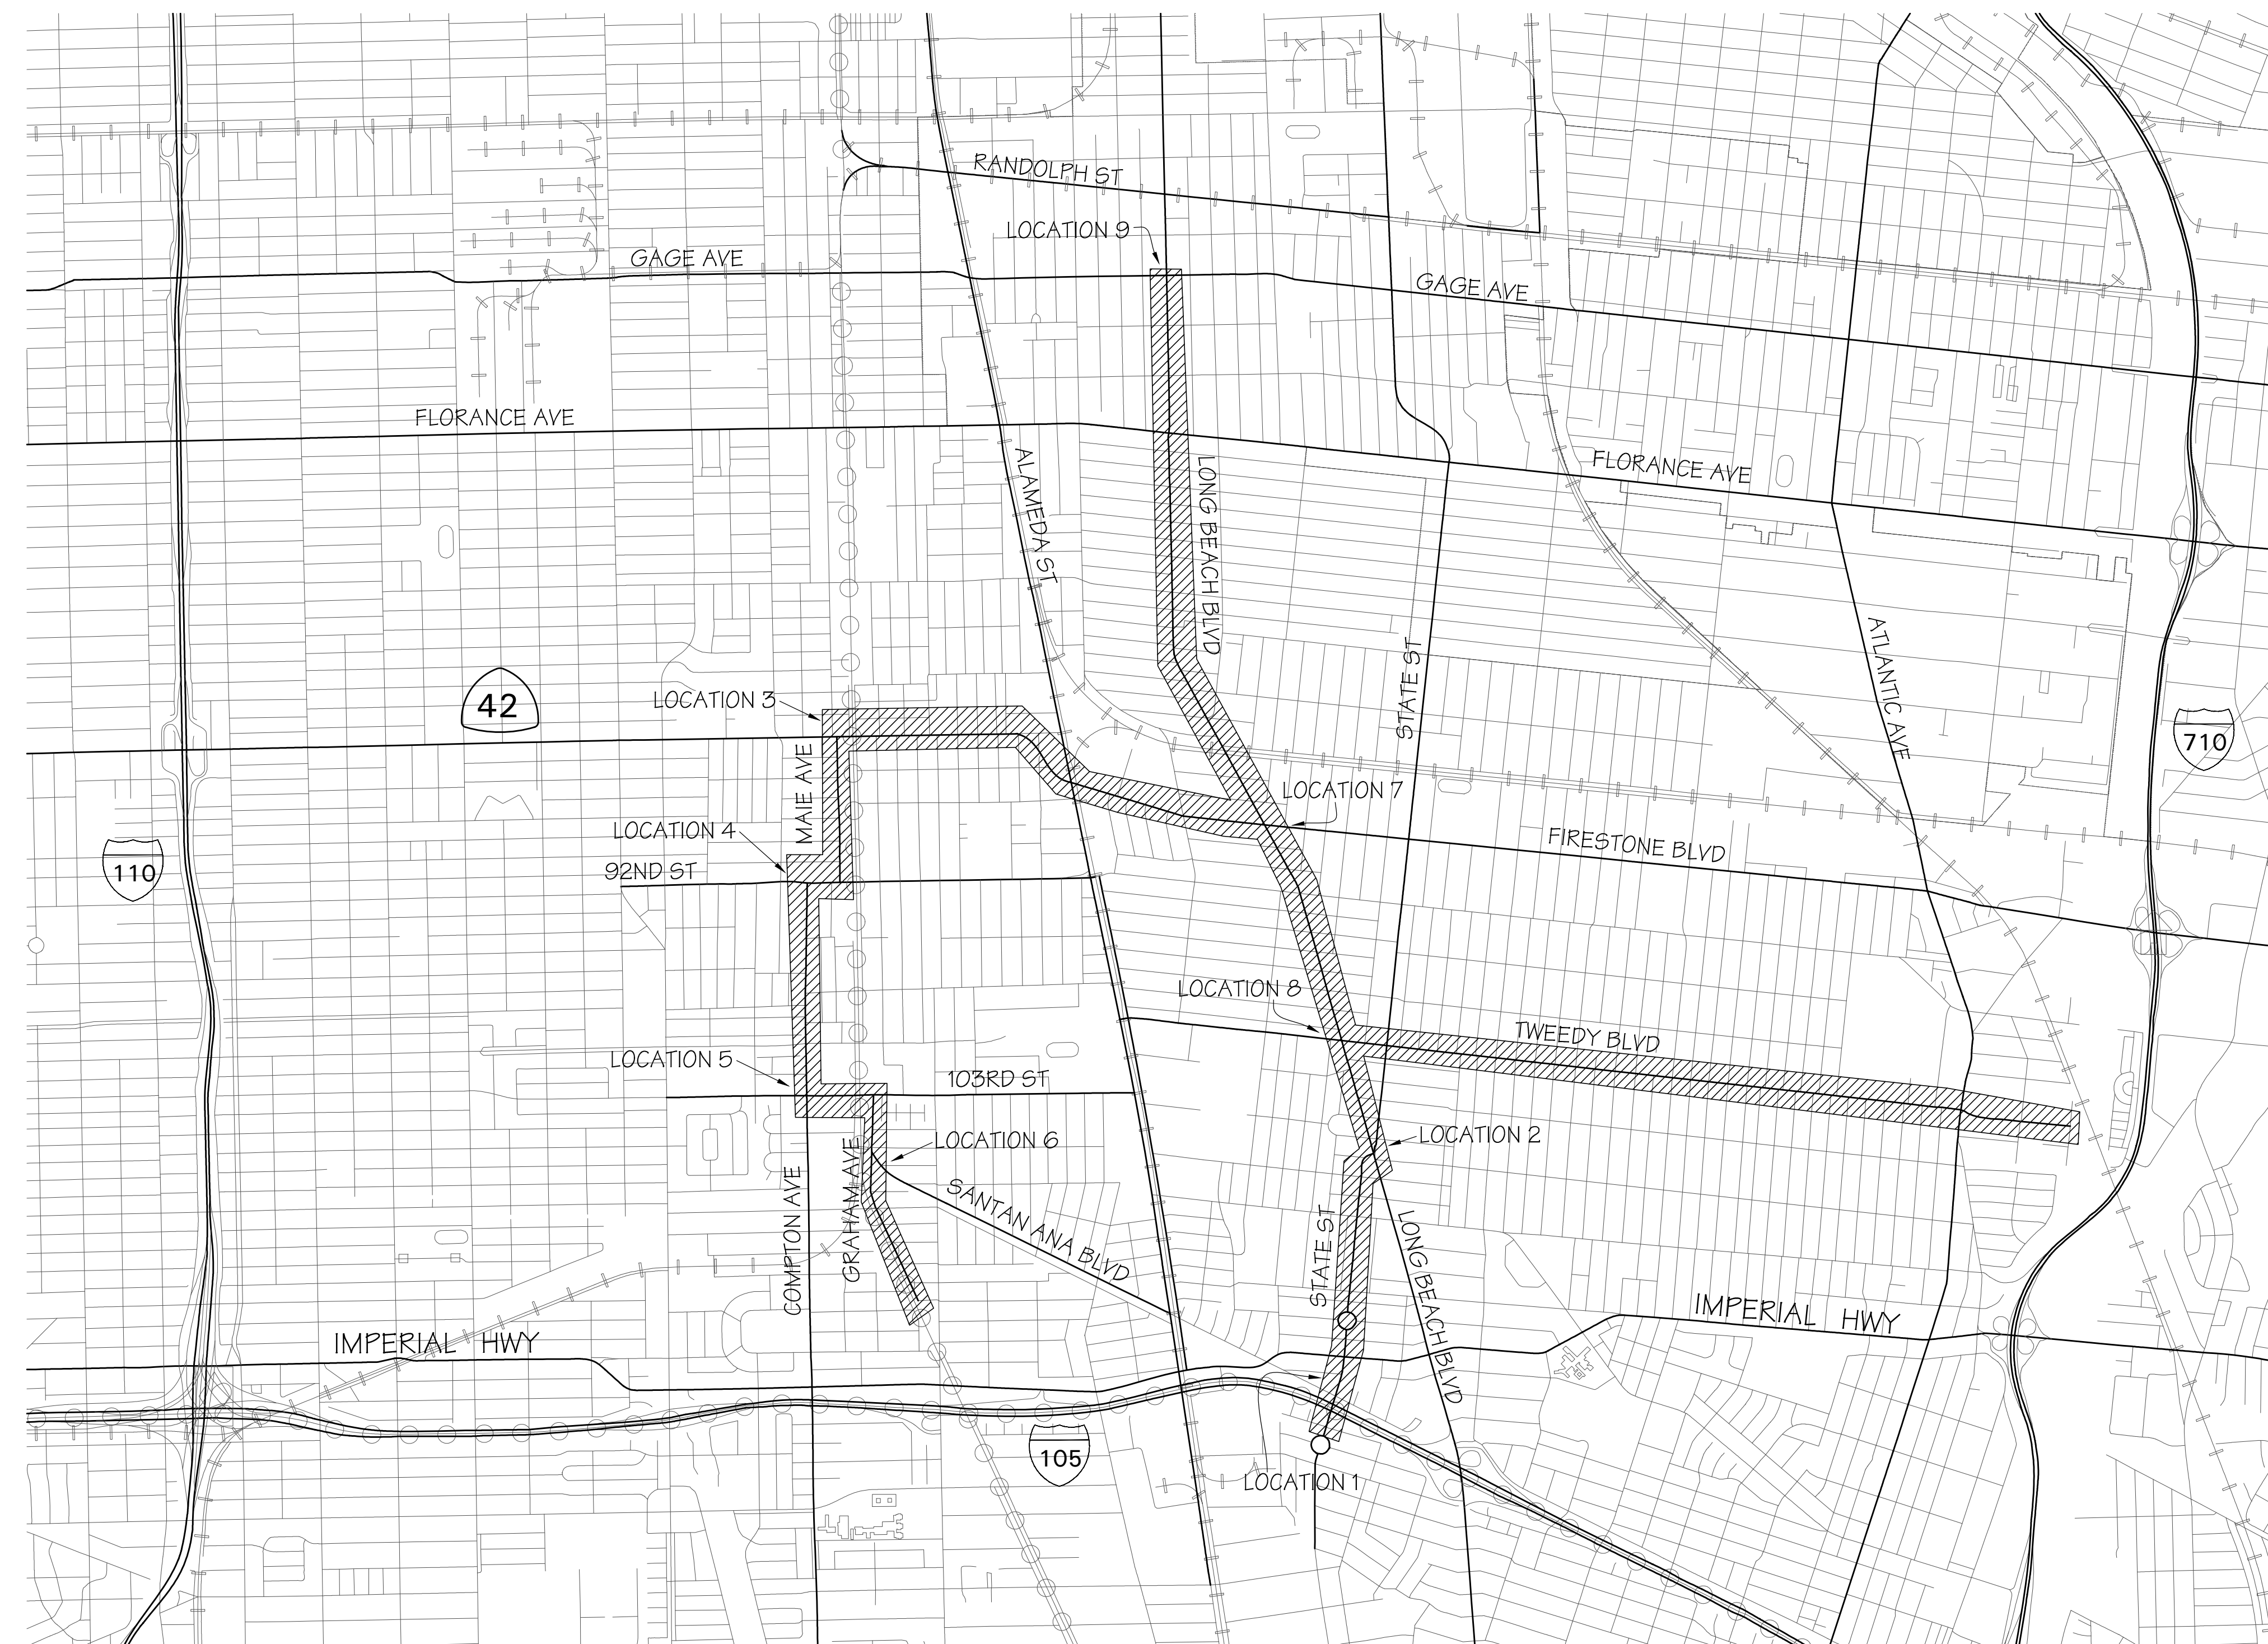 RANDOLPH ST
LOCATION 9
GAGE AVE
GAGE AVE
FLORANCE AVE
FLORANCE AVE
ALAMEDA ST
LONG BEACH BLVD
STATE ST
ATLANTIC AVE
42
LOCATION 3
710
MAIE AVE
LOCATION 7
LOCATION 4
FIRESTONE BLVD
110
92ND ST
LOCATION 8
TWEEDY BLVD
LOCATION 5
103RD ST
LOCATION 6
LOCATION 2
COMPTON AVE
GRAHAM AVE
SANTAN ANA BLVD
STATE ST
LONG BEACH BLVD
IMPERIAL HWY
IMPERIAL HWY
105
LOCATION 1